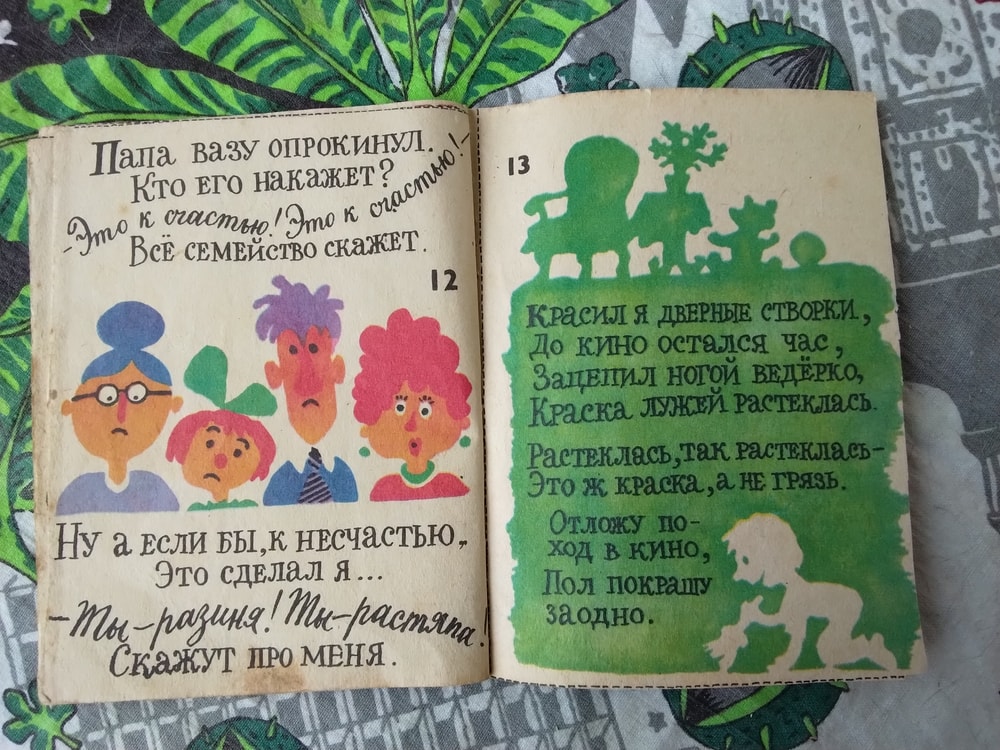 Папа вазу опрокинул.
Кто его накажет?
-Это к счастью! Это к счастью!-
Всё семейство скажет.
12
Ну а если бы, к несчастью,
Это сделал я...
-Ты-разиня! Ты-растяпа!
Скажут про меня.
13
Красил я дверные створки,
До кино остался час,
Зацепил ногой ведёрко,
Краска лужей растеклась.
Растеклась, так растеклась-
Это ж краска, а не грязь.
Отложу по-
ход в кино,
Пол покрашу
заодно.